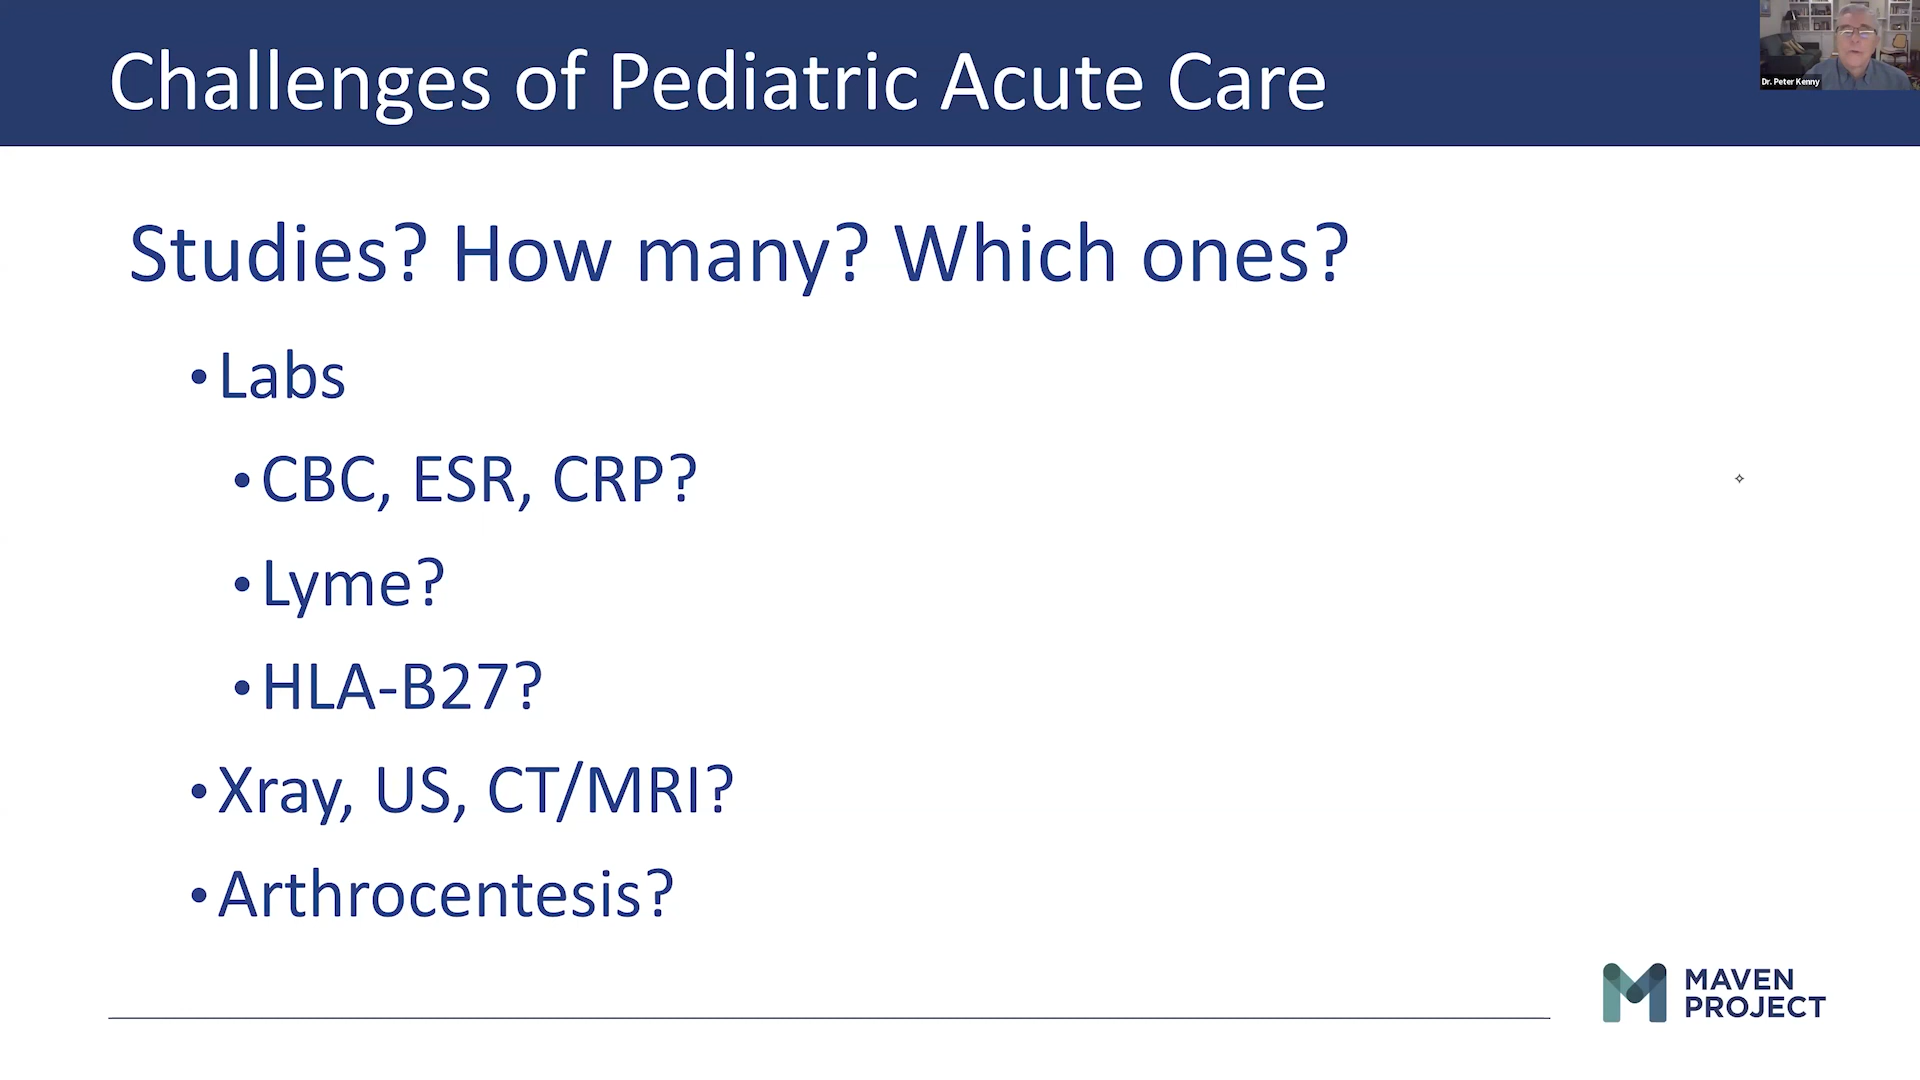 Challenges of Pediatric Acute Care
Dr. Peter Kenny
Studies? How many? Which ones?
•Labs
•CBC, ESR, CRP?
•Lyme?
•HLA-B27?
•Xray, US, CT/MRI?
•Arthrocentesis?
MAVEN
PROJECT